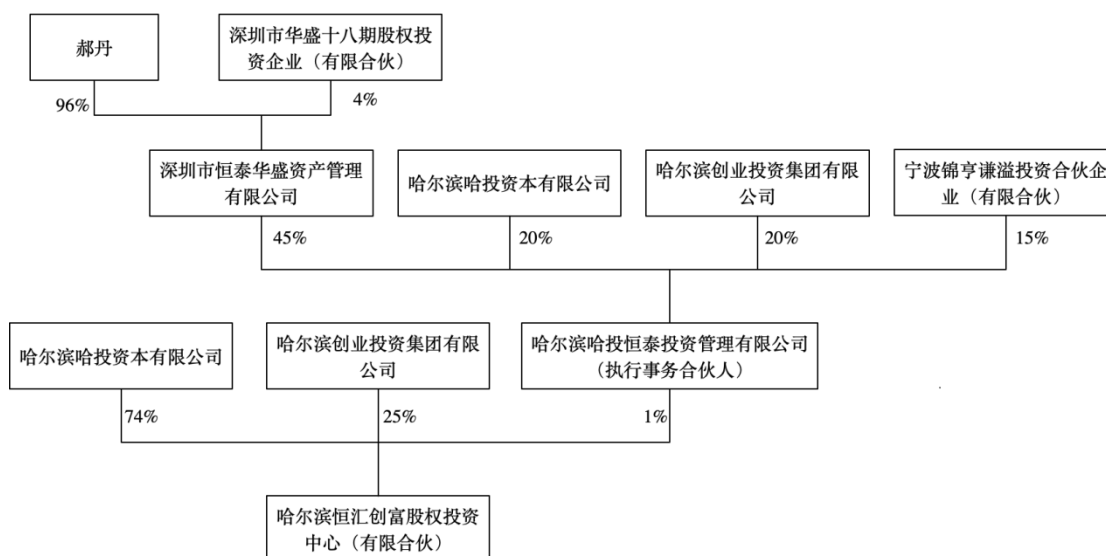 郝丹
深圳市华盛十八期股权投
资企业（有限合伙）
96%
4%
深圳市恒泰华盛资产管理
有限公司
哈尔滨哈投资本有限公司
哈尔滨创业投资集团有限
公司
宁波锦亨谦溢投资合伙企
业（有限合伙）
45%
20%
20%
15%
哈尔滨哈投资本有限公司
哈尔滨创业投资集团有限
公司
哈尔滨哈投恒泰投资管理有限公司
（执行事务合伙人）
74%
25%
1%
哈尔滨恒汇创富股权投资
中心（有限合伙）